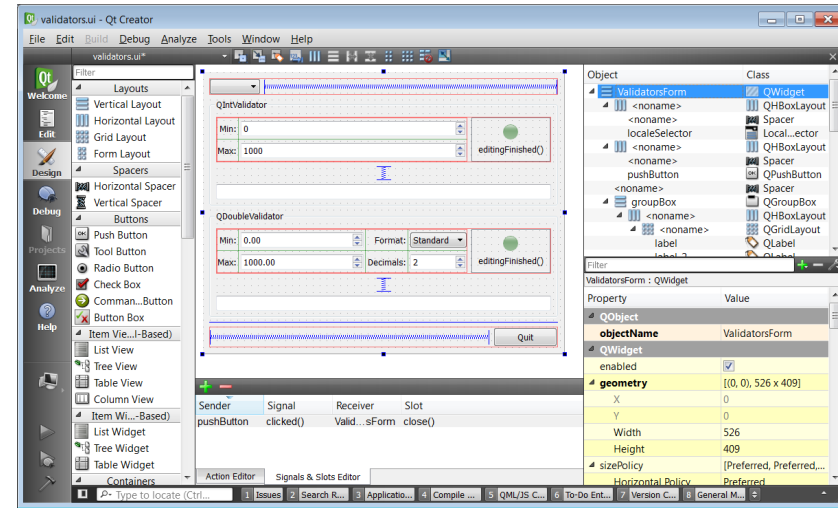 validators.ui - Qt Creator
File Edit Build Debug Analyze Tools Window Help
validators.ui*
Qt
Welcome
Edit
Design
Debug
Projects
Analyze
Help
Filter
Layouts
Vertical Layout
Horizontal Layout
Grid Layout
Form Layout
Spacers
Horizontal Spacer
Vertical Spacer
Buttons
Push Button
Tool Button
Radio Button
Check Box
Comman...Button
Button Box
Item Vie...l-Based)
List View
Tree View
Table View
Column View
Item Wi...-Based)
List Widget
Tree Widget
Table Widget
Containers
QIntValidator
Min: 0
Max: 1000
editingFinished()
QDoubleValidator
Min: 0.00 Format: Standard
Max: 1000.00 Decimals: 2
editingFinished()
Quit
Sender Signal Receiver Slot
pushButton clicked() Valid...sForm close()
Action Editor Signals & Slots Editor
Object Class
ValidatorsForm QWidget
<noname> QHBoxLayout
<noname> Spacer
localeSelector Local...ector
<noname> QHBoxLayout
<noname> Spacer
pushButton QPushButton
<noname> Spacer
groupBox QGroupBox
<noname> QHBoxLayout
<noname> QGridLayout
label QLabel
label_2 QLabel
Filter
ValidatorsForm : QWidget
Property Value
QObject
objectName ValidatorsForm
QWidget
enabled
geometry [(0, 0), 526 x 409]
X 0
Y 0
Width 526
Height 409
sizePolicy [Preferred, Preferred,...
Horizontal Policy Preferred
Type to locate (Ctrl... 1 Issues 2 Search R... 3 Applicatio... 4 Compile ... 5 QML/JS C... 6 To-Do Ent... 7 Version C... 8 General M...